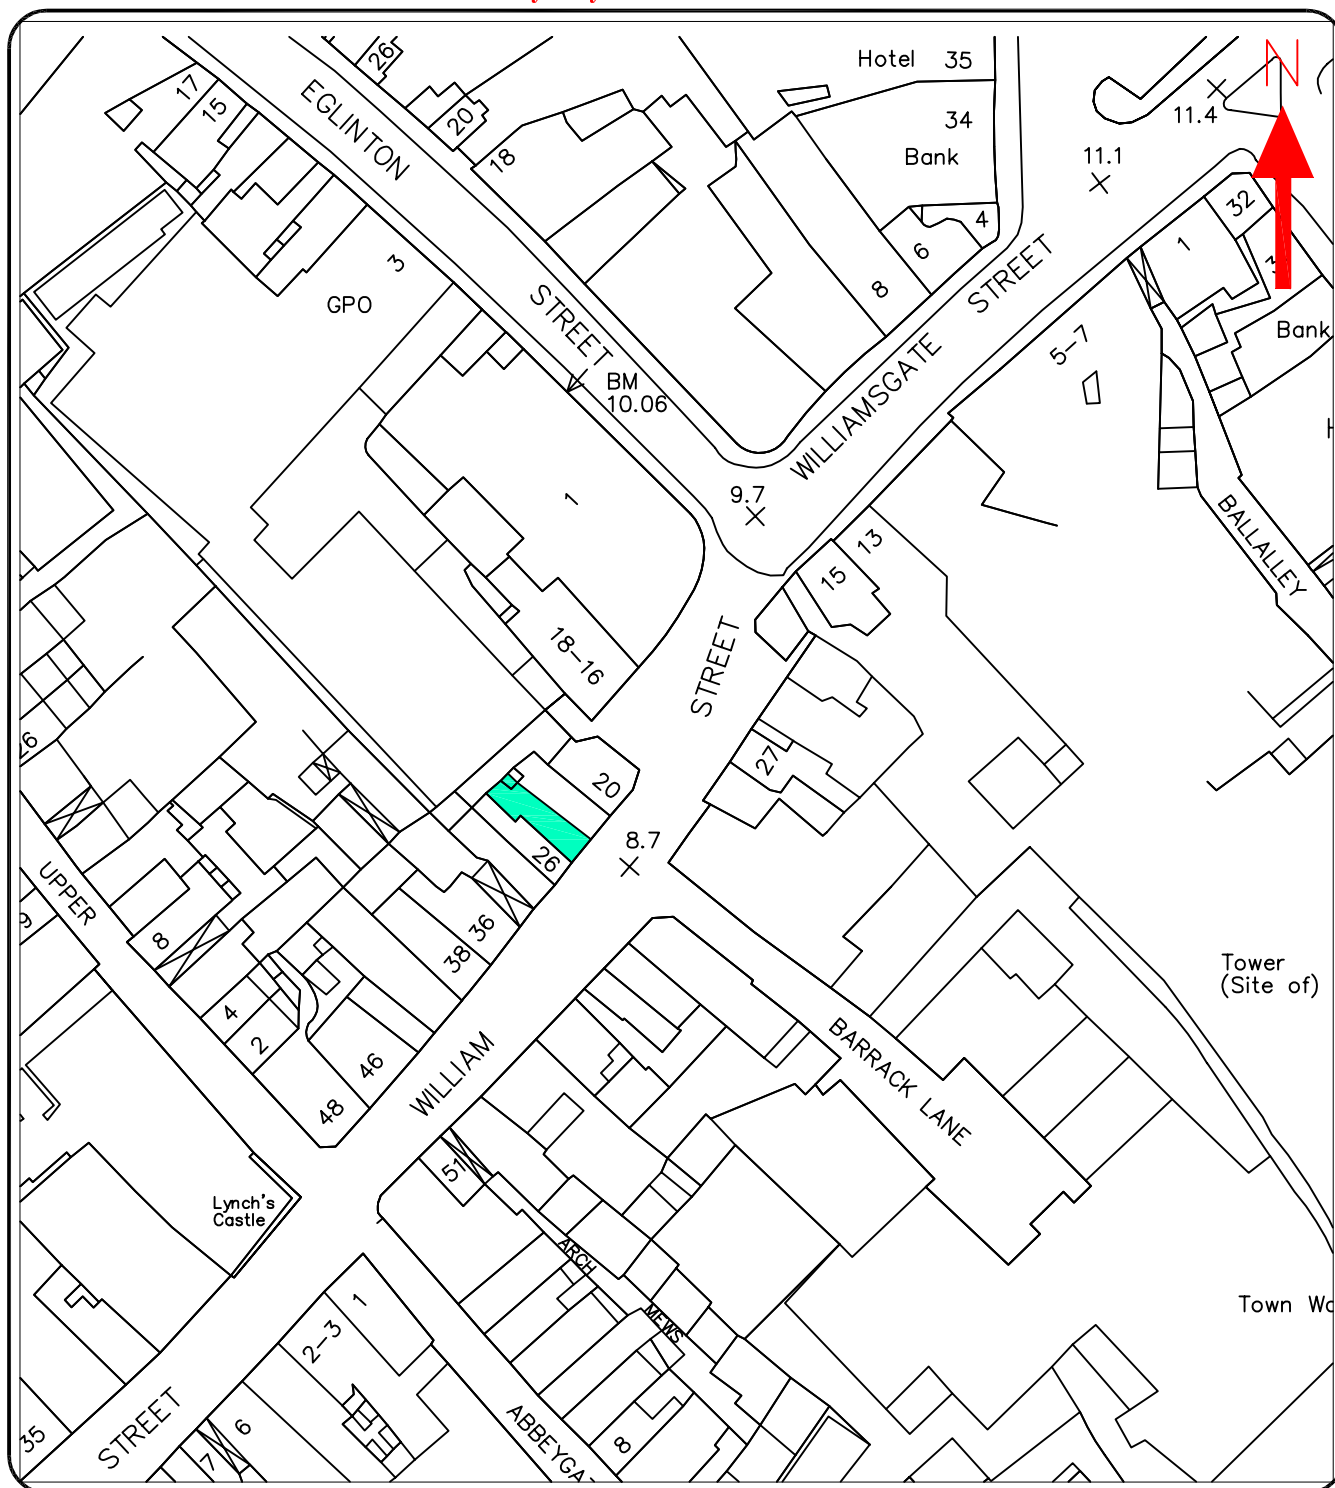 N
26
EGLINTON
Hotel 35
17
15
20
34
11.4
18
Bank
11.1
32
4
3
6
1
GPO
8
STREET
STREET
Bank
5-7
BM
10.06
WILLIAMSGATE
1
9.7
BALLALLEY
13
15
18-16
STREET
27
20
8.7
26
UPPER
8
36
38
Tower
(Site of)
4
2
46
WILLIAM
BARRACK LANE
48
51
Lynch's
Castle
ARCH
MEWS
1
2-3
Town
STREET
6
7
35
8